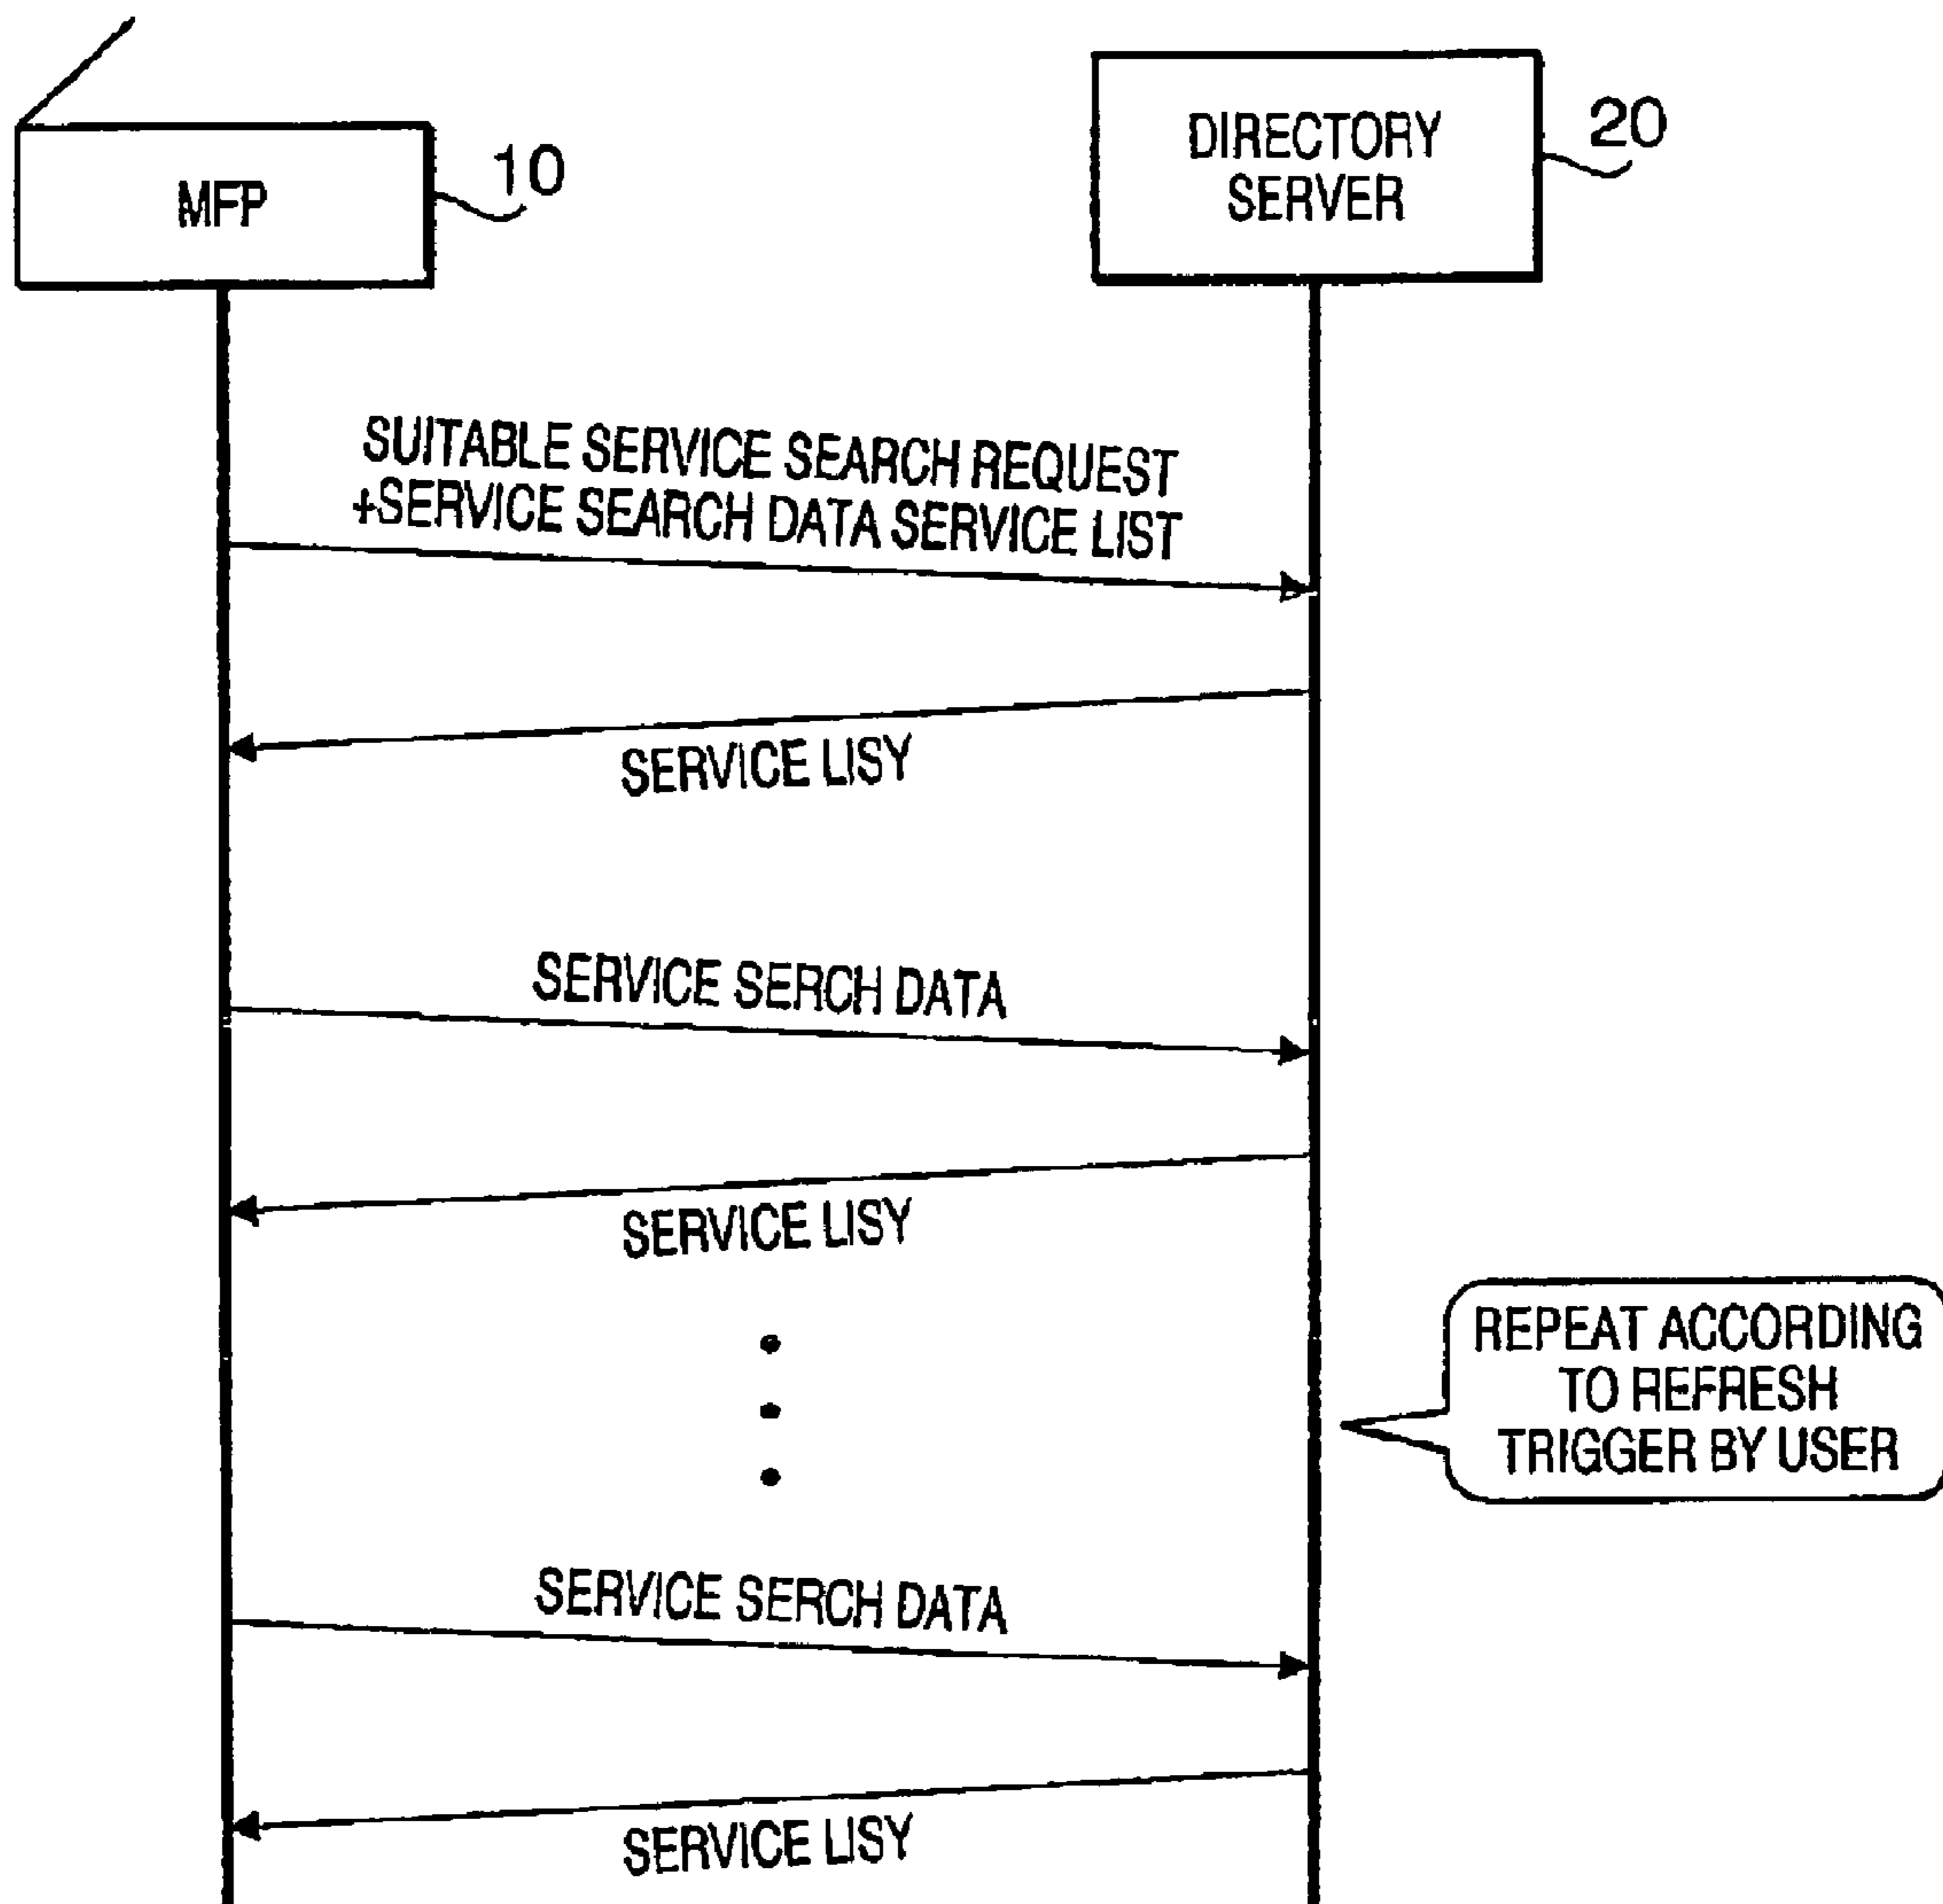 MFP
10
DIRECTORY
SERVER
20
SUITABLE SERVICE SEARCH REQUEST
+SERVICE SEARCH DATA SERVICE LIST
SERVICE LISY
SERVICE SERCH DATA
SERVICE LISY
REPEAT ACCORDING
TO REFRESH
TRIGGER BY USER
SERVICE SERCH DATA
SERVICE LISY